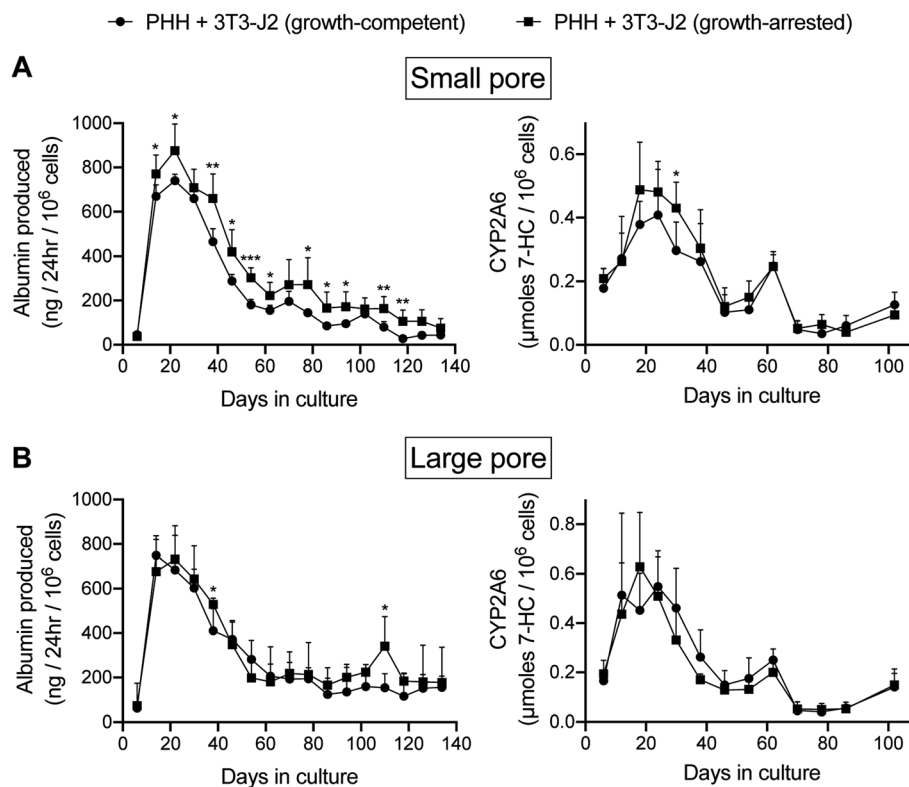 PHH + 3T3-J2 (growth-competent) PHH + 3T3-J2 (growth-arrested)
A Small pore
Albumin produced
(ng / 24hr / 10⁶ cells)
1000
800
600
400
200
0
* * ** * *** * * * * ** **
0 20 40 60 80 100 120 140
Days in culture
CYP2A6
(µmoles 7-HC / 10⁶ cells)
0.6
0.4
0.2
0.0
*
0 20 40 60 80 100
Days in culture
B Large pore
Albumin produced
(ng / 24hr / 10⁶ cells)
1000
800
600
400
200
0
* *
0 20 40 60 80 100 120 140
Days in culture
CYP2A6
(µmoles 7-HC / 10⁶ cells)
0.8
0.6
0.4
0.2
0.0
0 20 40 60 80 100
Days in culture